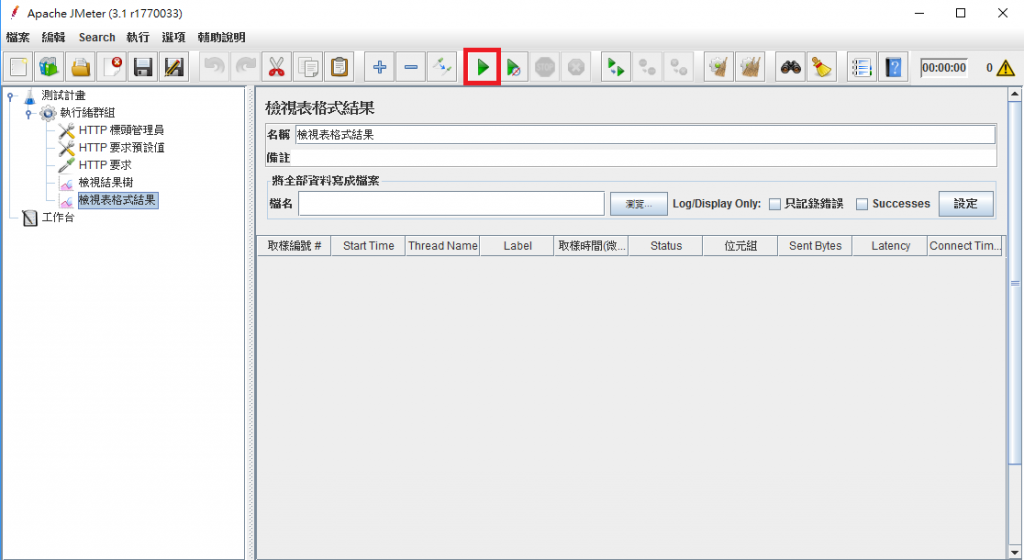 Apache JMeter (3.1 r1770033)
檔案 編輯 Search 執行 選項 輔助說明
00:00:00 0
測試計畫
執行緒群組
HTTP 標頭管理員
HTTP 要求預設值
HTTP 要求
檢視結果樹
檢視表格式結果
工作台
檢視表格式結果
名稱 檢視表格式結果
備註
將全部資料寫成檔案
檔名 瀏覽... Log/Display Only: 只記錄錯誤 Successes 設定
取樣編號 # Start Time Thread Name Label 取樣時間(微... Status 位元組 Sent Bytes Latency Connect Tim...